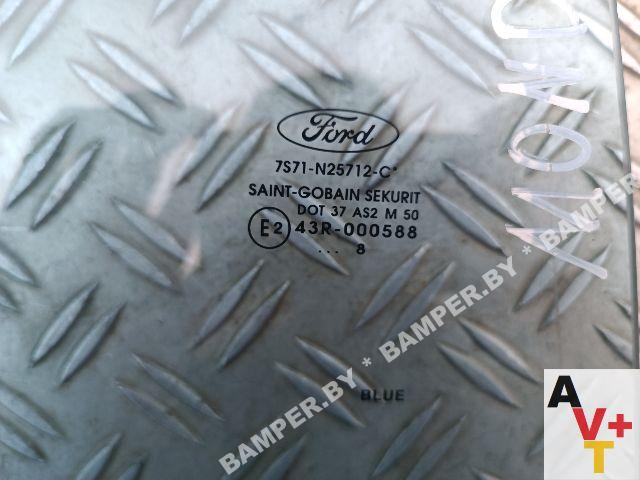 Ford
7S71-N25712-C*
SAINT-GOBAIN SEKURIT
DOT 37 AS2 M 50
E2 43R-000588
... 8
BLUE
BAMPER.BY * BAMPER.BY * BAMPER.BY
A
V+
T